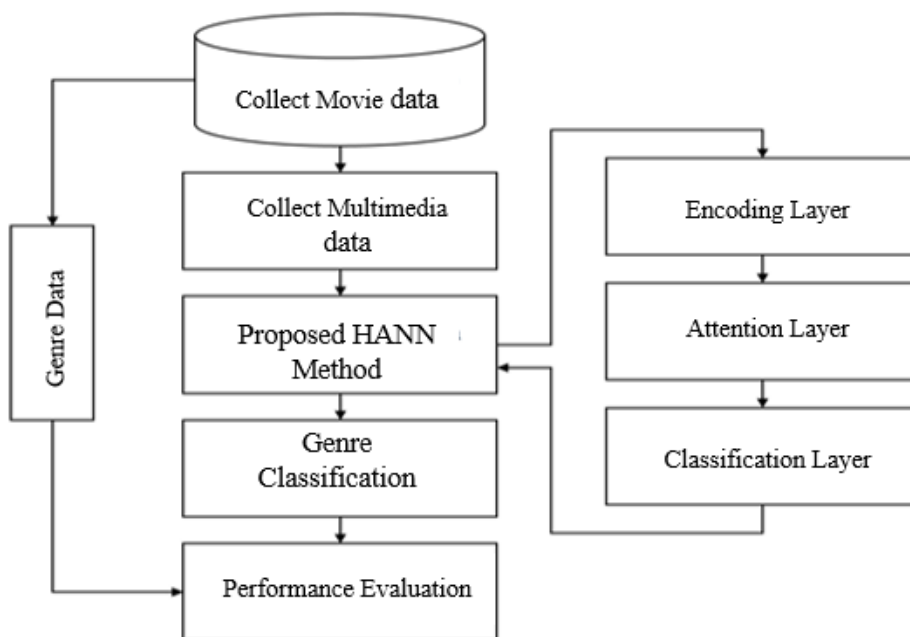 Collect Movie data
Collect Multimedia
data
Proposed HANN
Method
Genre
Classification
Performance Evaluation
Genre Data
Encoding Layer
Attention Layer
Classification Layer